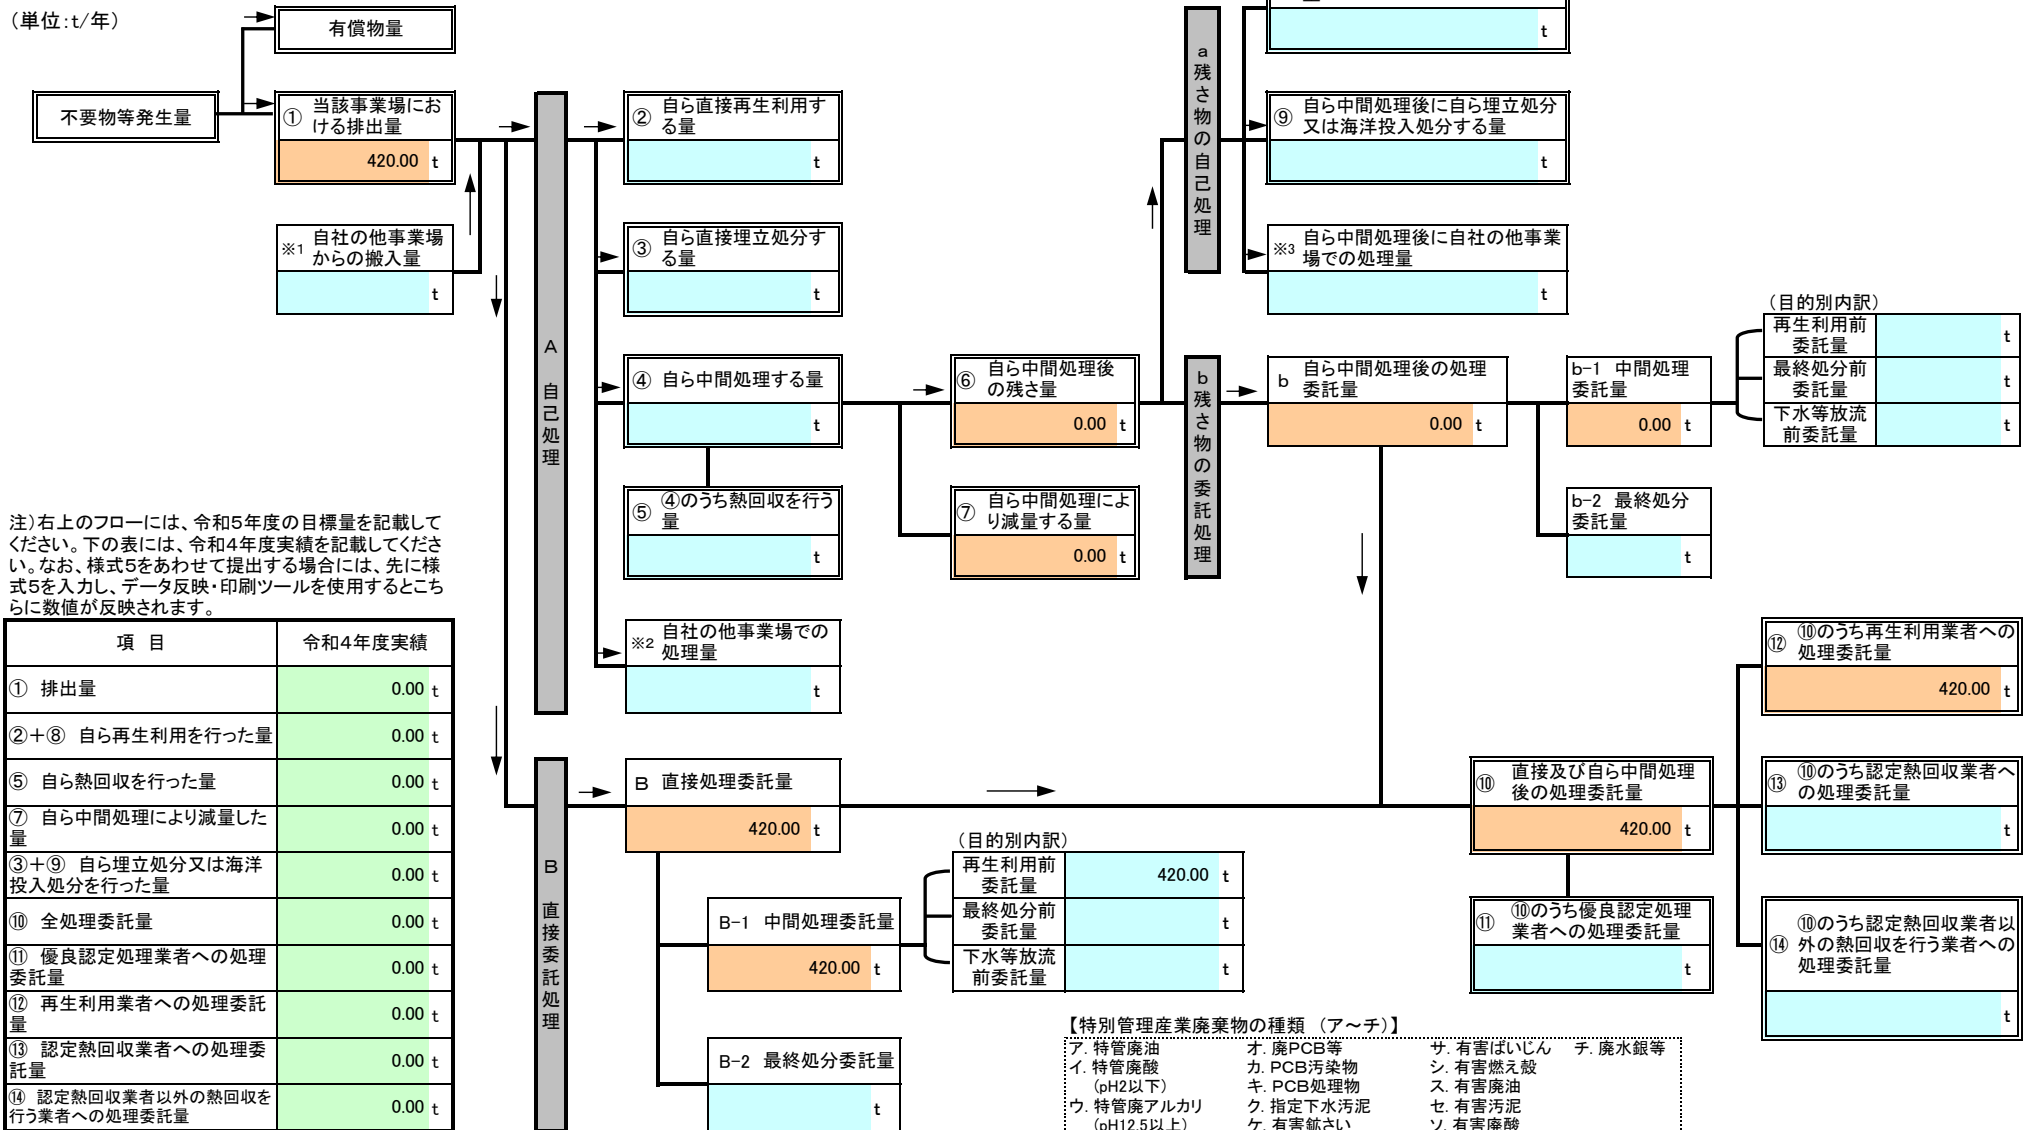 （単位：t/年）
有償物量
不要物等発生量
① 当該事業場にお
ける排出量
420.00 t
※1 自社の他事業場
からの搬入量
t
A 自己処理
② 自ら直接再生利用す
る量
t
③ 自ら直接埋立処分す
る量
t
④ 自ら中間処理する量
t
⑤ ④のうち熱回収を行う
量
t
※2 自社の他事業場での
処理量
t
⑥ 自ら中間処理後
の残さ量
0.00 t
⑦ 自ら中間処理によ
り減量する量
0.00 t
a 残さ物の自己処理
t
⑨ 自ら中間処理後に自ら埋立処分
又は海洋投入処分する量
t
※3 自ら中間処理後に自社の他事業
場での処理量
t
b 残さ物の委託処理
b 自ら中間処理後の処理
委託量
0.00 t
b-1 中間処理
委託量
0.00 t
（目的別内訳）
再生利用前
委託量
t
最終処分前
委託量
t
下水等放流
前委託量
t
b-2 最終処分
委託量
t
注）右上のフローには、令和5年度の目標量を記載して
ください。下の表には、令和4年度実績を記載してくださ
い。なお、様式5をあわせて提出する場合には、先に様
式5を入力し、データ反映・印刷ツールを使用するとこち
らに数値が反映されます。
項 目 令和4年度実績
① 排出量 0.00 t
②＋⑧ 自ら再生利用を行った量 0.00 t
⑤ 自ら熱回収を行った量 0.00 t
⑦ 自ら中間処理により減量した
量 0.00 t
③＋⑨ 自ら埋立処分又は海洋
投入処分を行った量 0.00 t
⑩ 全処理委託量 0.00 t
⑪ 優良認定処理業者への処理
委託量 0.00 t
⑫ 再生利用業者への処理委託
量 0.00 t
⑬ 認定熱回収業者への処理委
託量 0.00 t
⑭ 認定熱回収業者以外の熱回収を
行う業者への処理委託量 0.00 t
B 直接委託処理
B 直接処理委託量
420.00 t
B-1 中間処理委託量
420.00 t
（目的別内訳）
再生利用前
委託量
420.00 t
最終処分前
委託量
t
下水等放流
前委託量
t
B-2 最終処分委託量
⑩ 直接及び自ら中間処理
後の処理委託量
420.00 t
⑪ ⑩のうち優良認定処理
業者への処理委託量
t
⑫ ⑩のうち再生利用業者への
処理委託量
420.00 t
⑬ ⑩のうち認定熱回収業者へ
の処理委託量
t
⑭ ⑩のうち認定熱回収業者以
外の熱回収を行う業者への
処理委託量
t
【特別管理産業廃棄物の種類 （ア～チ）】
ア．特管廃油 オ．廃PCB等 サ．有害ばいじん チ．廃水銀等
イ．特管廃酸 カ．PCB汚染物 シ．有害燃え殻
（pH2以下） キ．PCB処理物 ス．有害廃油
ウ．特管廃アルカリ ク．指定下水汚泥 セ．有害汚泥
（pH12.5以上） ケ．有害鉱さい ソ．有害廃酸